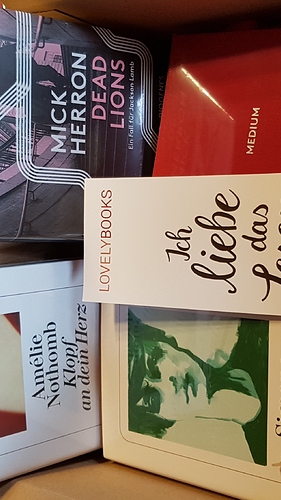 MICK
HERRON
DEAD
LIONS
Ein Fall für Jackson Lamb
DIOGENES
MEDIUM
LOVELYBOOKS
Ich
liebe
das
Amélie
Nothomb
Klopf
an dein Herz